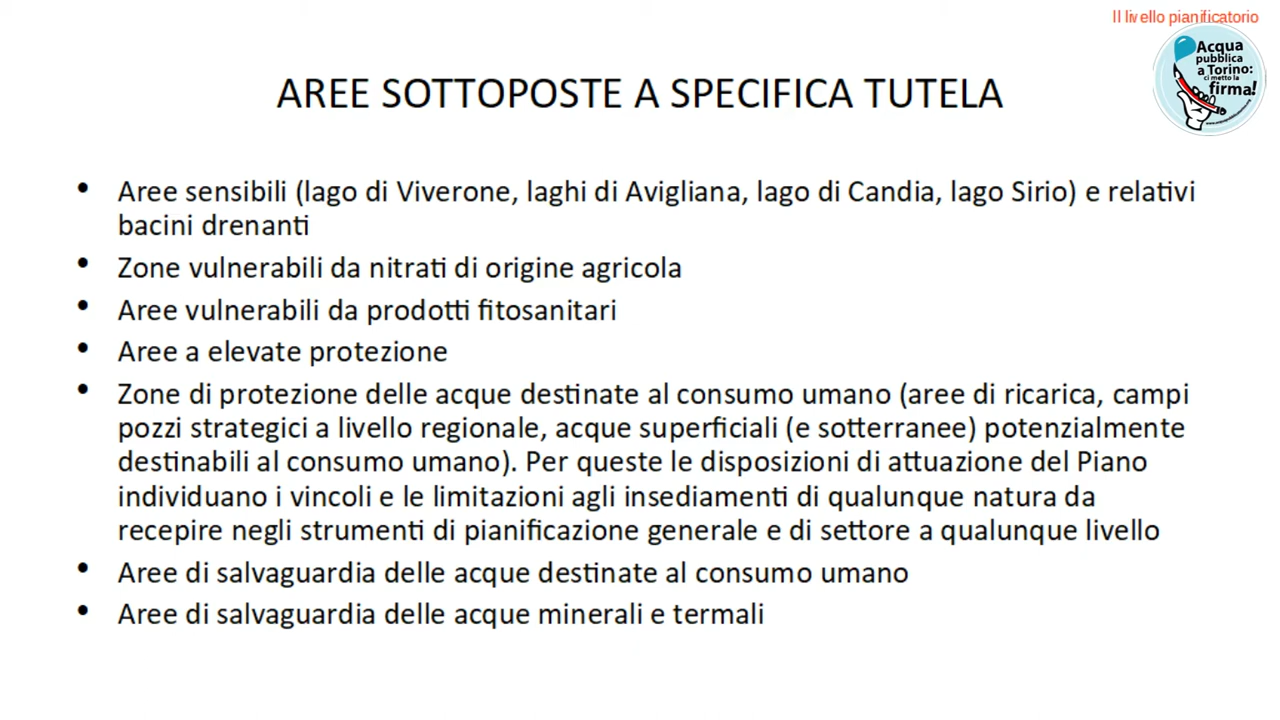 Il livello pianificatorio
Acqua
pubblica
a Torino:
ci metto la
firma!
AREE SOTTOPOSTE A SPECIFICA TUTELA
• Aree sensibili (lago di Viverone, laghi di Avigliana, lago di Candia, lago Sirio) e relativi
bacini drenanti
• Zone vulnerabili da nitrati di origine agricola
• Aree vulnerabili da prodotti fitosanitari
• Aree a elevate protezione
• Zone di protezione delle acque destinate al consumo umano (aree di ricarica, campi
pozzi strategici a livello regionale, acque superficiali (e sotterranee) potenzialmente
destinabili al consumo umano). Per queste le disposizioni di attuazione del Piano
individuano i vincoli e le limitazioni agli insediamenti di qualunque natura da
recepire negli strumenti di pianificazione generale e di settore a qualunque livello
• Aree di salvaguardia delle acque destinate al consumo umano
• Aree di salvaguardia delle acque minerali e termali